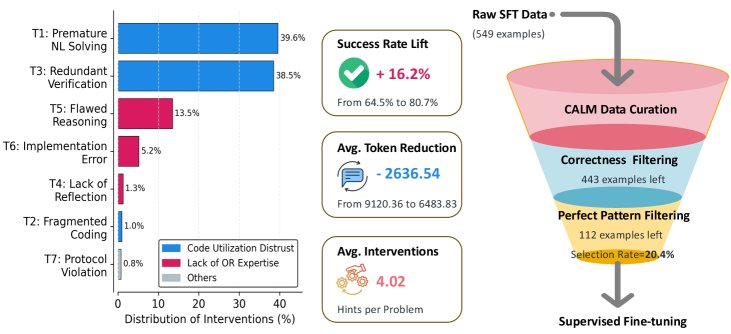 T1: Premature
NL Solving
39.6%
T3: Redundant
Verification
38.5%
T5: Flawed
Reasoning
13.5%
T6: Implementation
Error
5.2%
T4: Lack of
Reflection
1.3%
T2: Fragmented
Coding
1.0%
T7: Protocol
Violation
0.8%
Code Utilization Distrust
Lack of OR Expertise
Others
0 10 20 30 40
Distribution of Interventions (%)
Success Rate Lift
+ 16.2%
From 64.5% to 80.7%
Avg. Token Reduction
- 2636.54
From 9120.36 to 6483.83
Avg. Interventions
4.02
Hints per Problem
Raw SFT Data
(549 examples)
CALM Data Curation
Correctness Filtering
443 examples left
Perfect Pattern Filtering
112 examples left
Selection Rate=20.4%
Supervised Fine-tuning